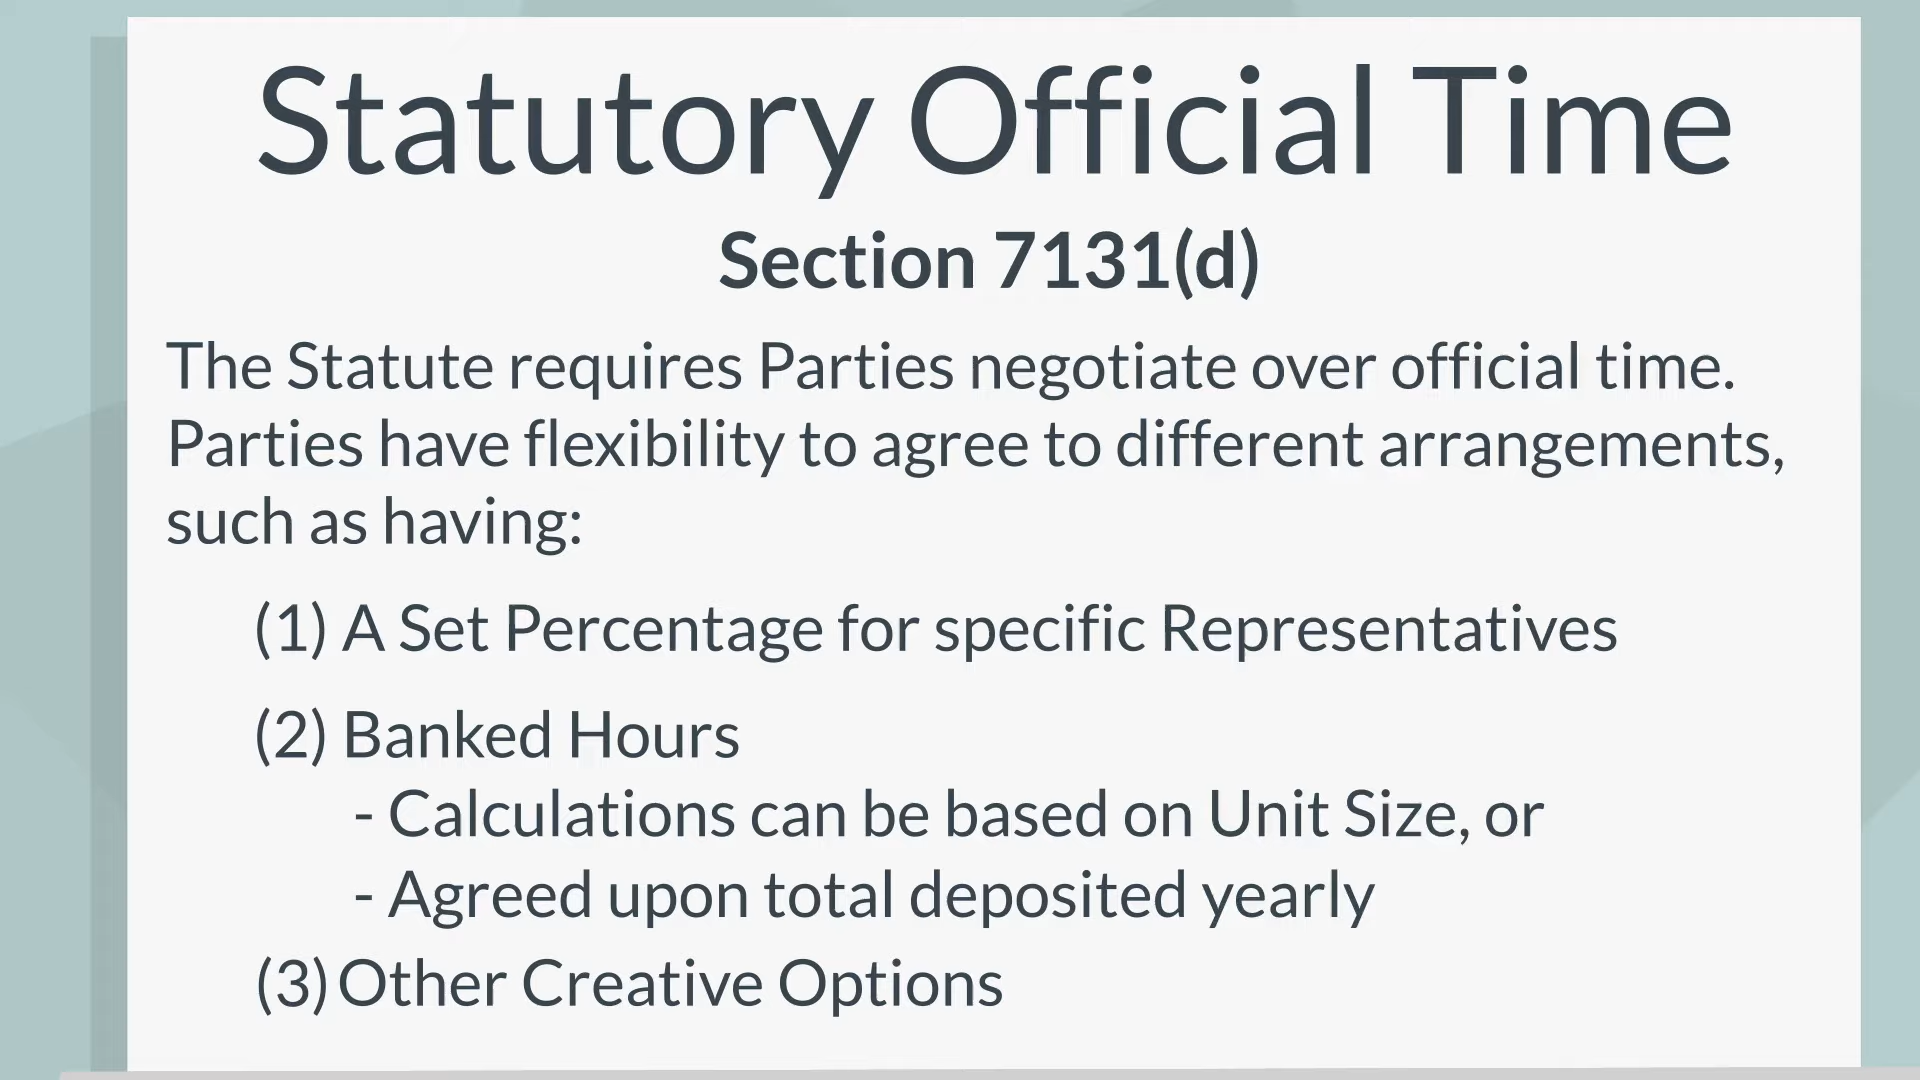 Statutory Official Time
Section 7131(d)
The Statute requires Parties negotiate over official time.
Parties have flexibility to agree to different arrangements,
such as having:
(1) A Set Percentage for specific Representatives
(2) Banked Hours
- Calculations can be based on Unit Size, or
- Agreed upon total deposited yearly
(3) Other Creative Options